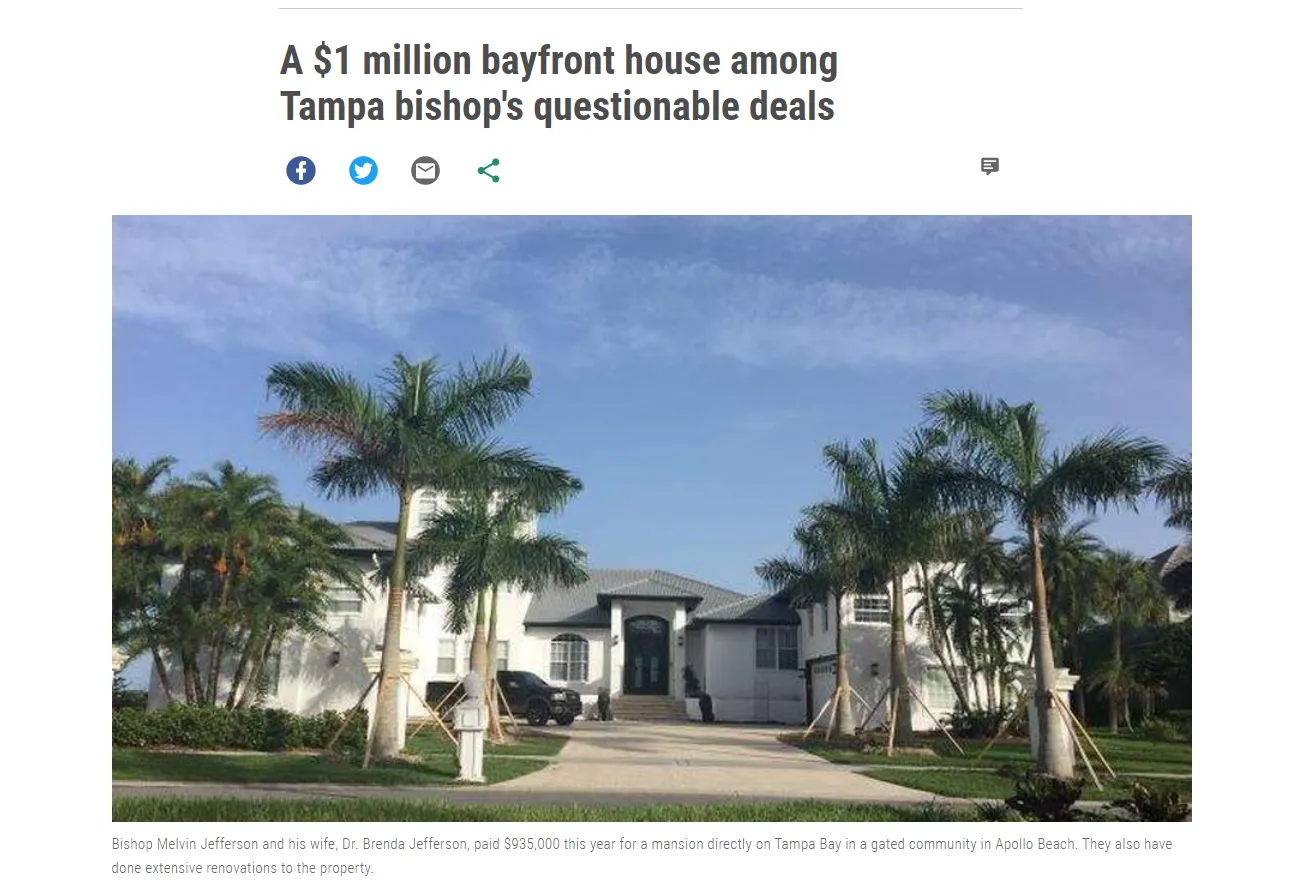 A $1 million bayfront house among
Tampa bishop's questionable deals
Bishop Melvin Jefferson and his wife, Dr. Brenda Jefferson, paid $935,000 this year for a mansion directly on Tampa Bay in a gated community in Apollo Beach. They also have
done extensive renovations to the property.